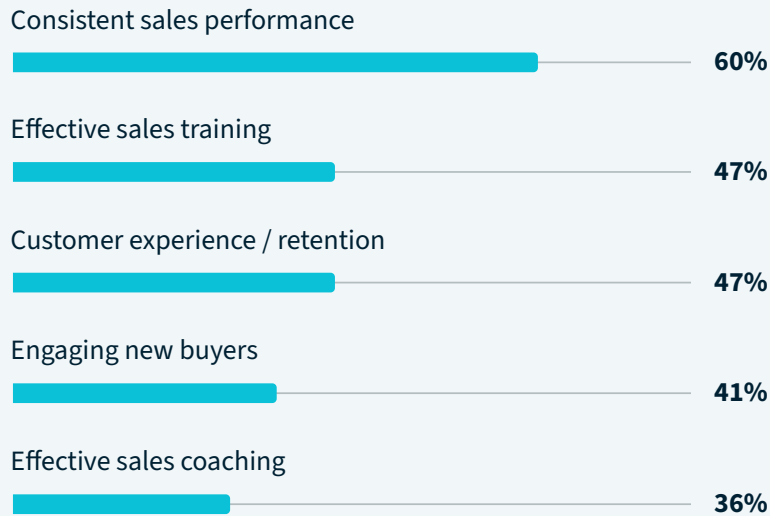 Consistent sales performance
60%
Effective sales training
47%
Customer experience / retention
47%
Engaging new buyers
41%
Effective sales coaching
36%